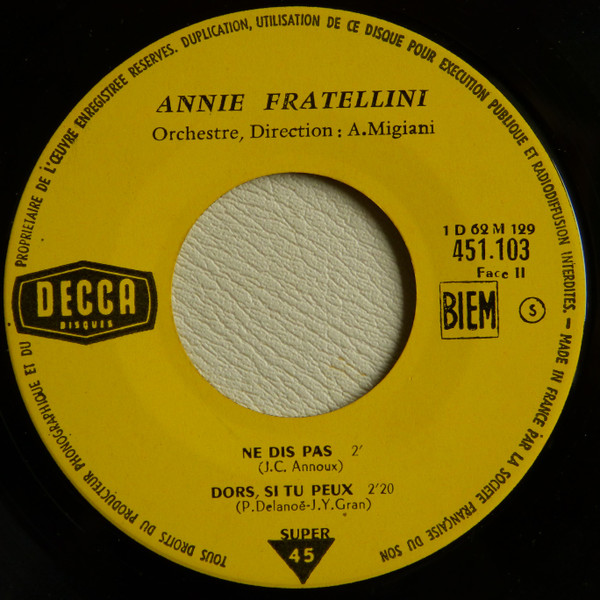 TOUS DROITS DU PRODUCTEUR PHONOGRAPHIQUE ET DU PROPRIETAIRE DE L'ŒUVRE ENREGISTREE RESERVES. DUPLICATION, UTILISATION DE CE DISQUE POUR EXECUTION PUBLIQUE ET RADIODIFFUSION INTERDITES. - MADE IN FRANCE PAR LA SOCIETE FRANÇAISE DU SON
ANNIE FRATELLINI
Orchestre, Direction : A.Migiani
1 D 62 M 129
451.103
Face II
DECCA
DISQUES
BIEM
S
NE DIS PAS 2'
(J.C. Annoux)
DORS, SI TU PEUX 2'20
(P.Delanoë-J.Y.Gran)
SUPER
45